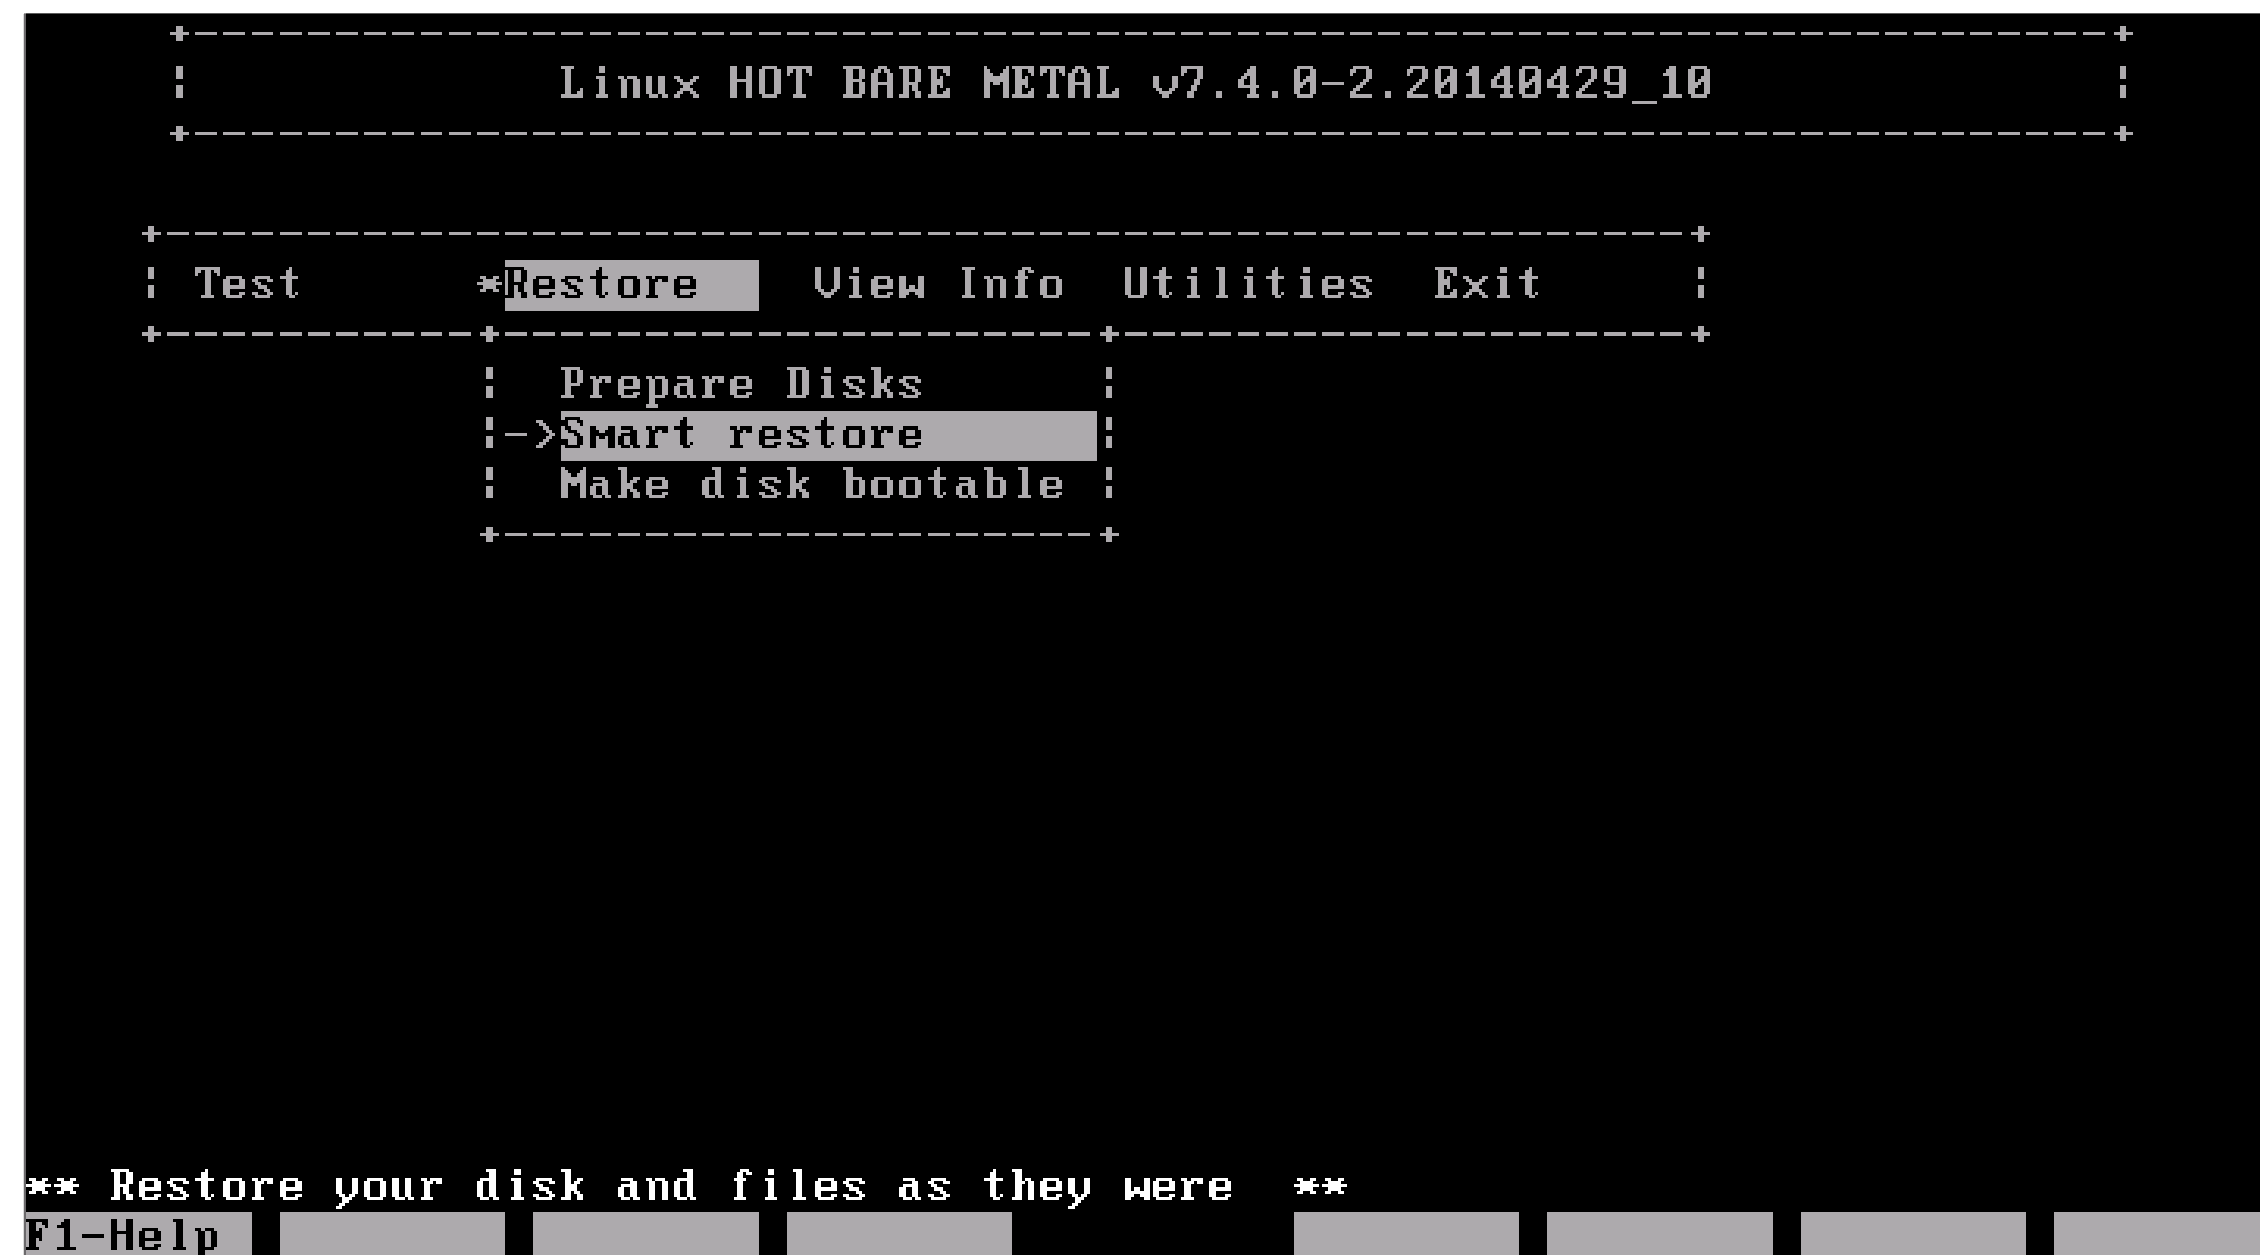 Linux HOT BARE METAL v7.4.0-2.20140429_10
Test *Restore View Info Utilities Exit
Prepare Disks
->Smart restore
Make disk bootable
** Restore your disk and files as they were **
F1-Help